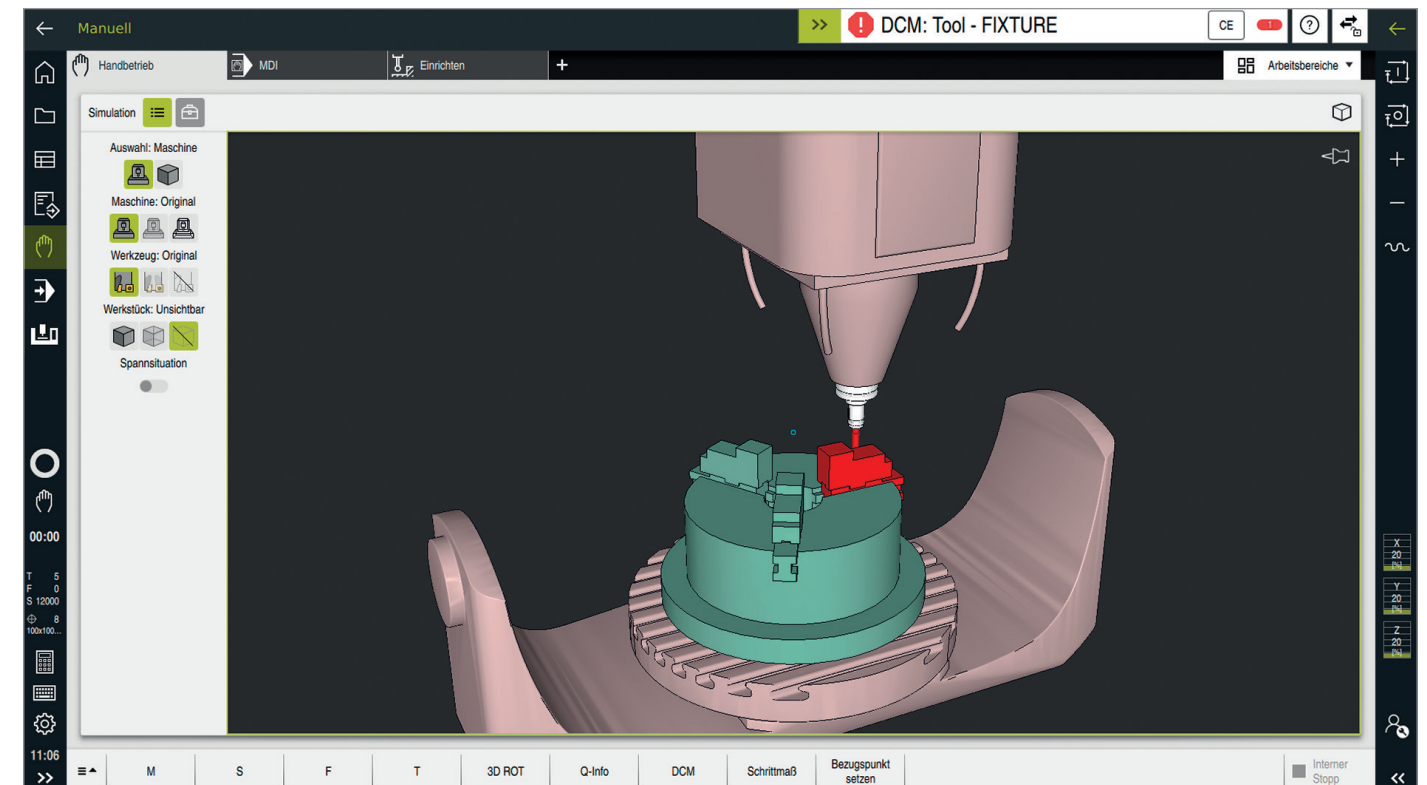 Manuell
DCM: Tool - FIXTURE
CE
1
Handbetrieb
MDI
Einrichten
Arbeitsbereiche
Simulation
Auswahl: Maschine
Maschine: Original
Werkzeug: Original
Werkstück: Unsichtbar
Spannsituation
00:00
T 5
F 0
S 12000
8
100x100...
11:06
X
20
[%]
Y
20
[%]
Z
20
[%]
M
S
F
T
3D ROT
Q-Info
DCM
Schrittmaß
Bezugspunkt
setzen
Interner
Stopp